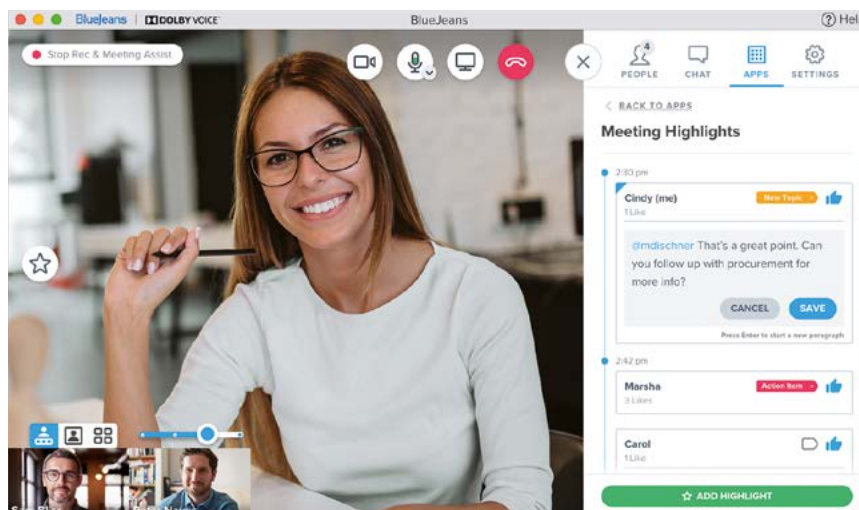 BlueJeans | DOLBY VOICE
BlueJeans
Hel
Stop Rec & Meeting Assist
4
PEOPLE CHAT APPS SETTINGS
< BACK TO APPS
Meeting Highlights
2:30 pm
Cindy (me) New Topic
1 Like
@mdischner That's a great point. Can
you follow up with procurement for
more info?
CANCEL SAVE
Press Enter to start a new paragraph
2:42 pm
Marsha Action Item
3 Likes
Carol
1 Like
ADD HIGHLIGHT